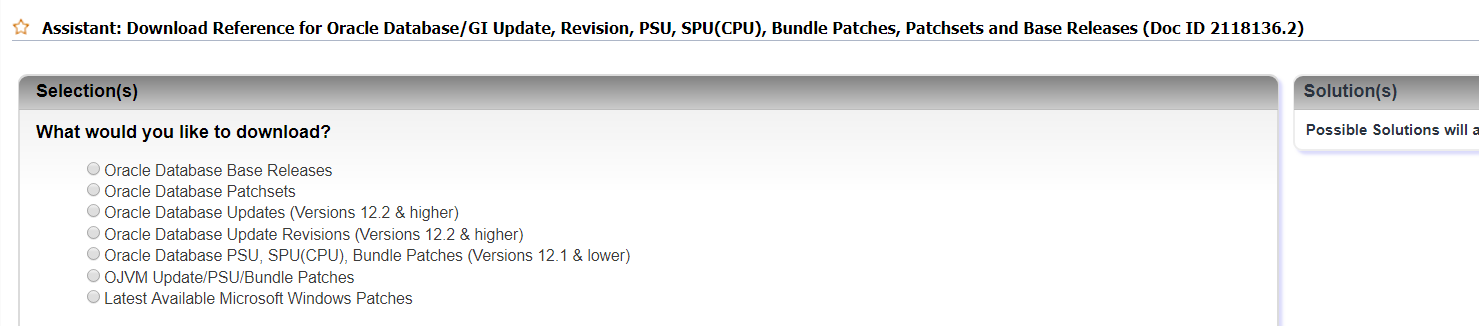 Assistant: Download Reference for Oracle Database/GI Update, Revision, PSU, SPU(CPU), Bundle Patches, Patchsets and Base Releases (Doc ID 2118136.2)
Selection(s)
What would you like to download?
Oracle Database Base Releases
Oracle Database Patchsets
Oracle Database Updates (Versions 12.2 & higher)
Oracle Database Update Revisions (Versions 12.2 & higher)
Oracle Database PSU, SPU(CPU), Bundle Patches (Versions 12.1 & lower)
OJVM Update/PSU/Bundle Patches
Latest Available Microsoft Windows Patches
Solution(s)
Possible Solutions will